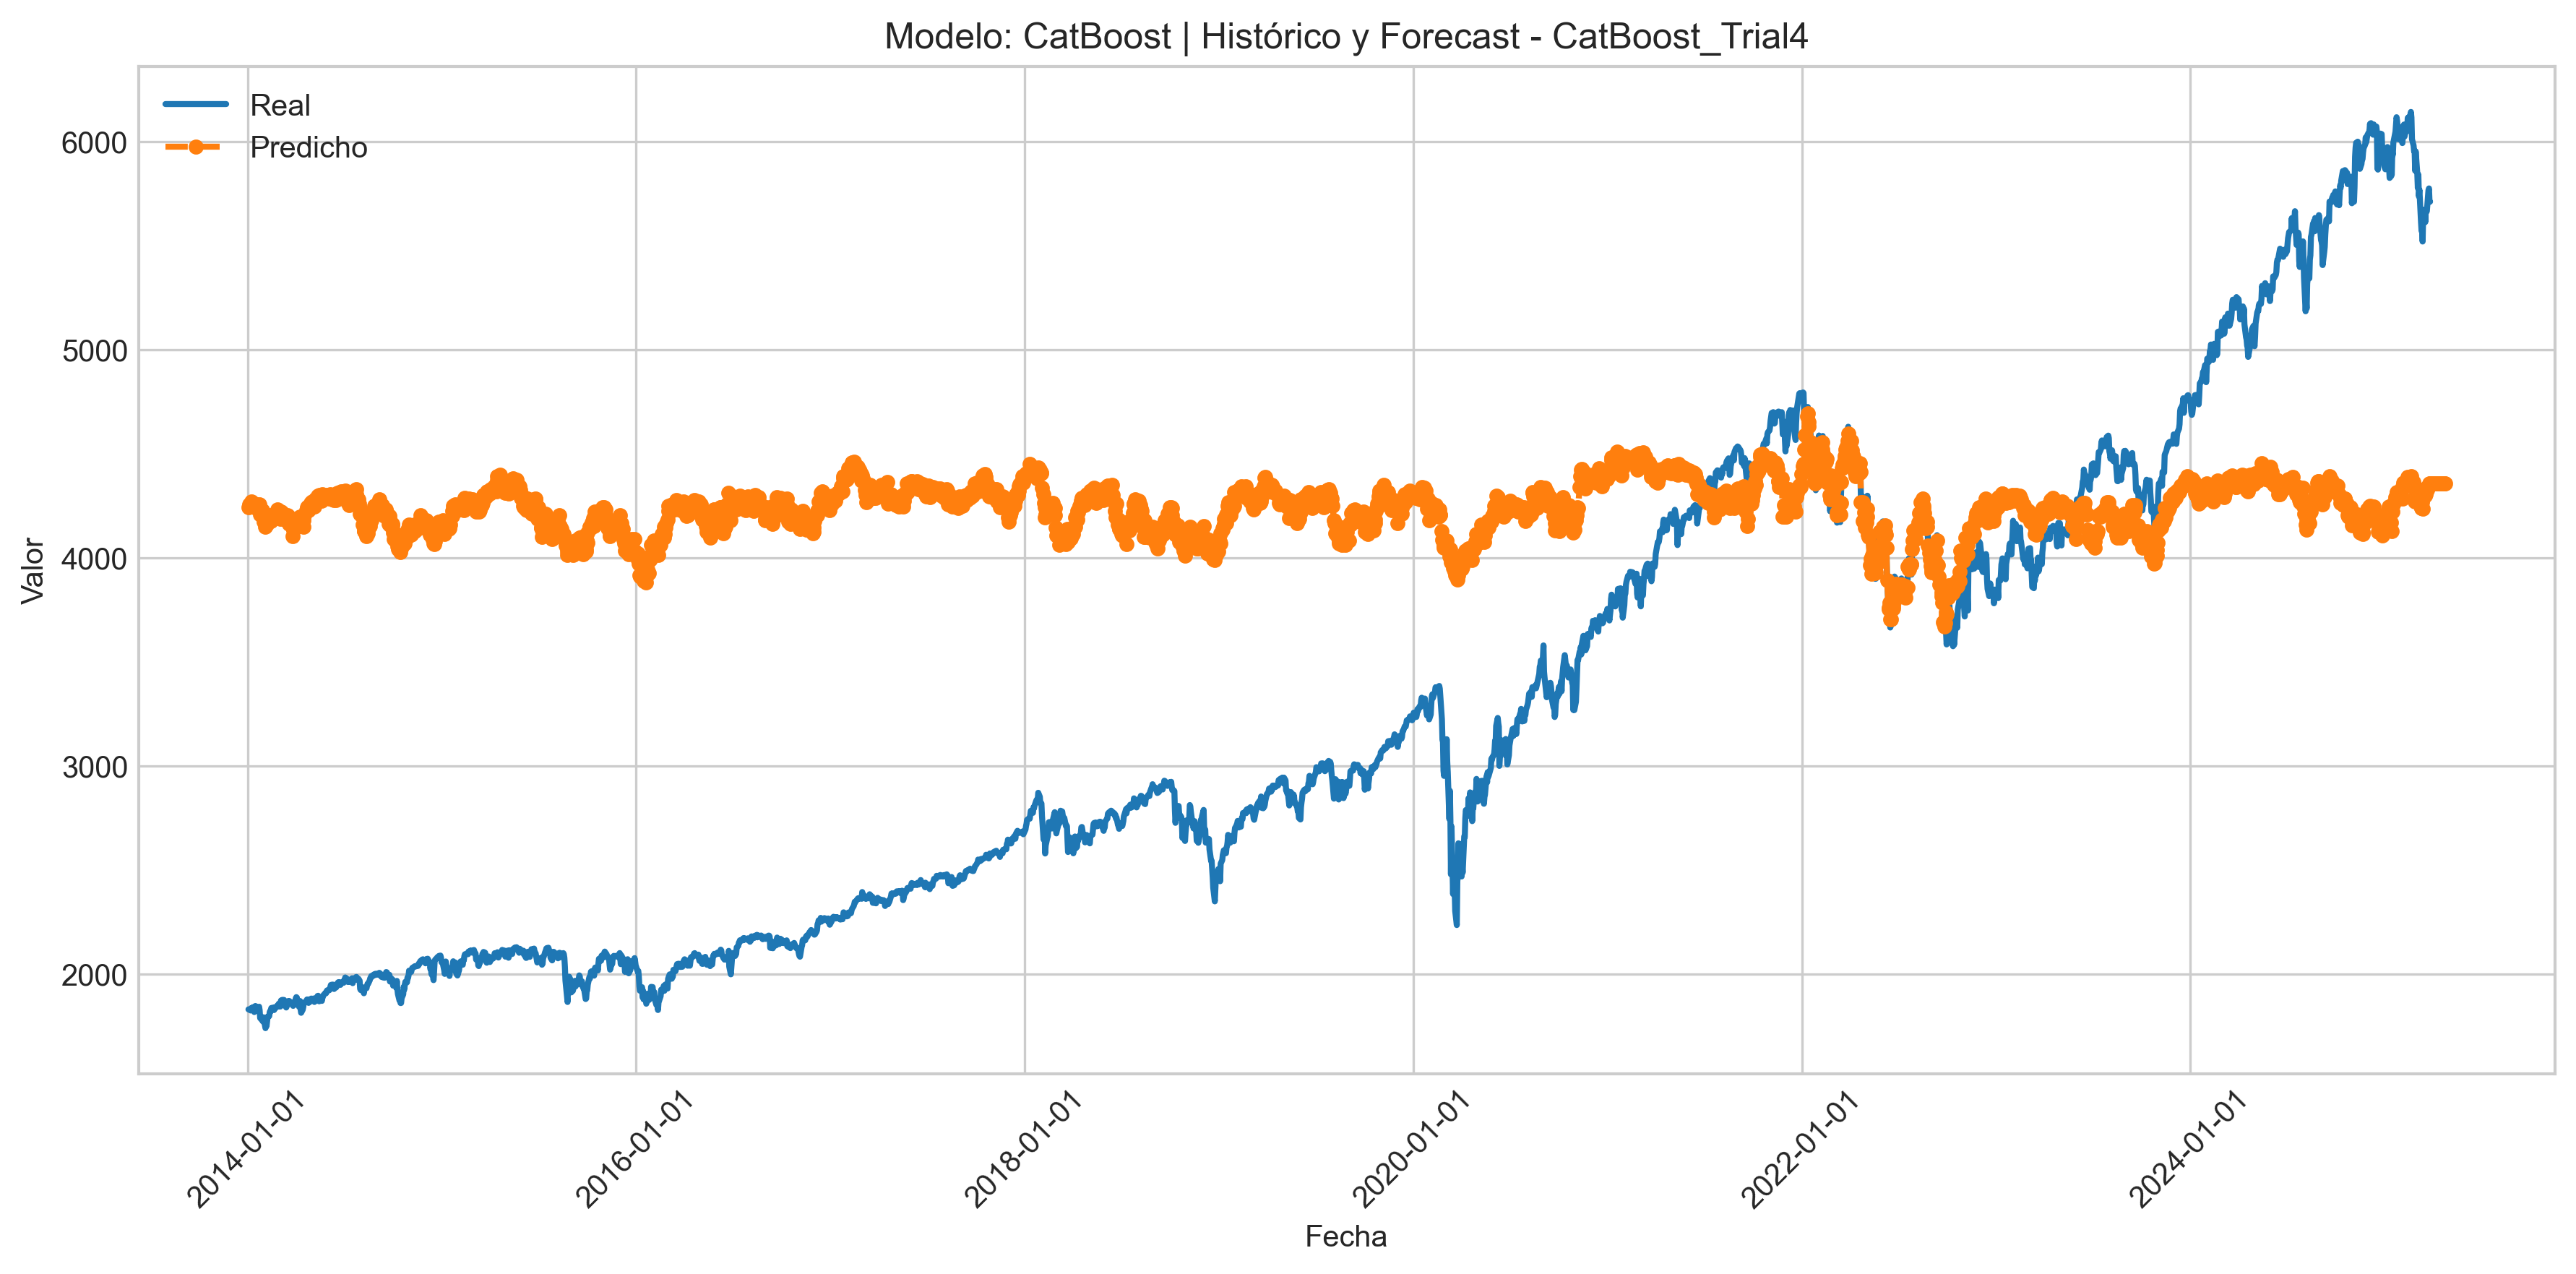 Modelo: CatBoost | Histórico y Forecast - CatBoost_Trial4
Real
Predicho
6000
5000
4000
3000
2000
Valor
2014-01-01
2016-01-01
2018-01-01
2020-01-01
2022-01-01
2024-01-01
Fecha